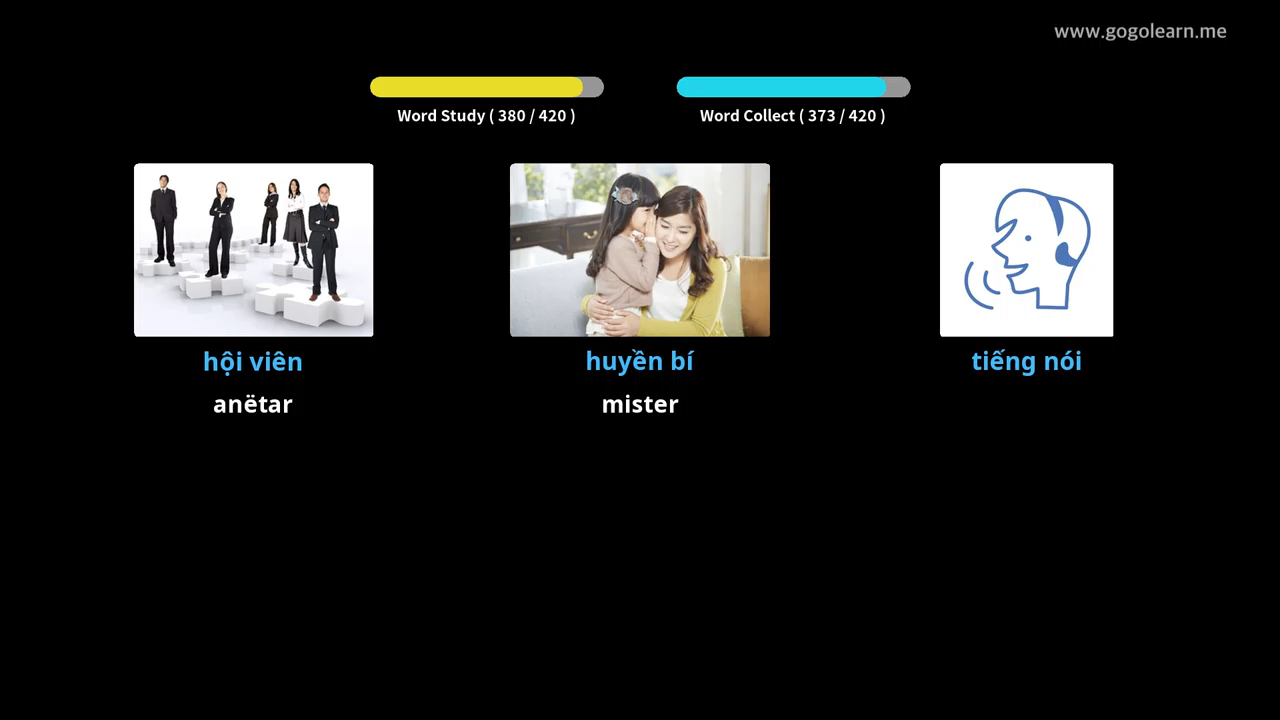 www.gogolearn.me
Word Study ( 380 / 420 )
Word Collect ( 373 / 420 )
hội viên
huyền bí
tiếng nói
anëtar
mister